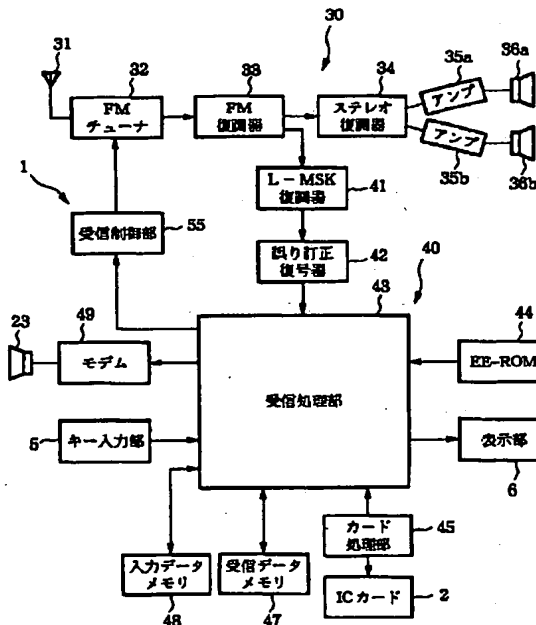 30
31
32
33
34
35a
36a
FM
チューナ
FM
復調器
ステレオ
復調器
アンプ
アンプ
35b
36b
1
L-MSK
復調器
41
受信制御部
55
誤り訂正
復号器
42
40
43
23
49
モデム
受信処理部
44
EE-ROM
キー入力部
5
表示部
6
カード
処理部
45
入力データ
メモリ
48
受信データ
メモリ
47
ICカード
2